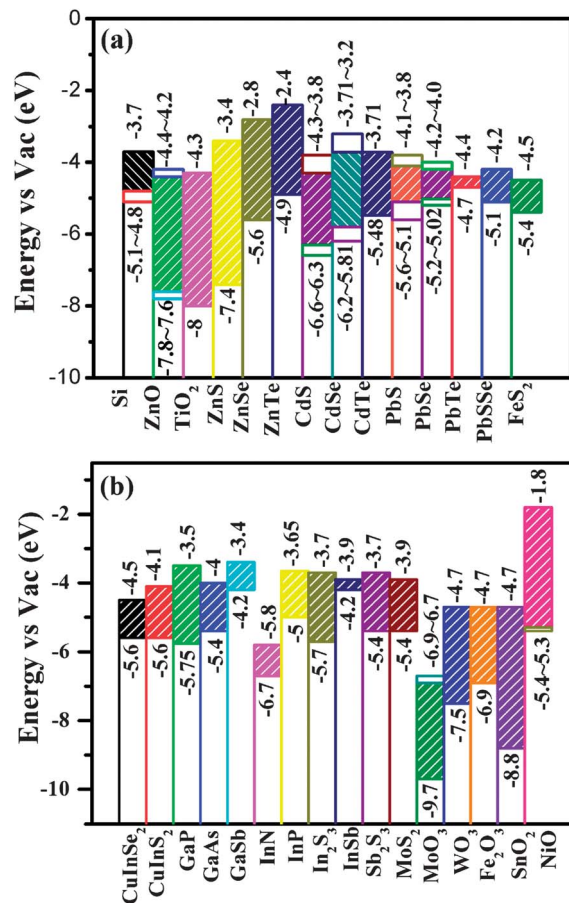 (a)
Energy vs Vac (eV)
0
-2
-4
-6
-8
-10
-3.7
-4.4~-4.2
-4.3
-3.4
-2.8
-2.4
-4.3~3.8
-3.71~3.2
-3.71
-4.1~3.8
-4.2~4.0
-4.4
-4.2
-4.5
-5.1~4.8
-7.8~7.6
-8
-7.4
-5.6
-4.9
-6.6~6.3
-6.2~5.81
-5.48
-5.6~5.1
-5.2~5.02
-4.7
-5.1
-5.4
Si
ZnO
TiO2
ZnS
ZnSe
ZnTe
CdS
CdSe
CdTe
PbS
PbSe
PbTe
PbSSe
FeS2
(b)
Energy vs Vac (eV)
-2
-4
-6
-8
-10
-4.5
-4.1
-3.5
-4
-3.4
-5.8
-3.65
-3.7
-3.9
-3.7
-3.9
-6.9~6.7
-4.7
-4.7
-4.7
-1.8
-5.6
-5.6
-5.75
-5.4
-4.2
-6.7
-5
-5.7
-4.2
-5.4
-5.4
-9.7
-7.5
-6.9
-8.8
-5.4~5.3
CuInSe2
CuInS2
GaP
GaAs
GaSb
InN
InP
In2S3
InSb
Sb2S3
MoS2
MoO3
WO3
Fe2O3
SnO2
NiO